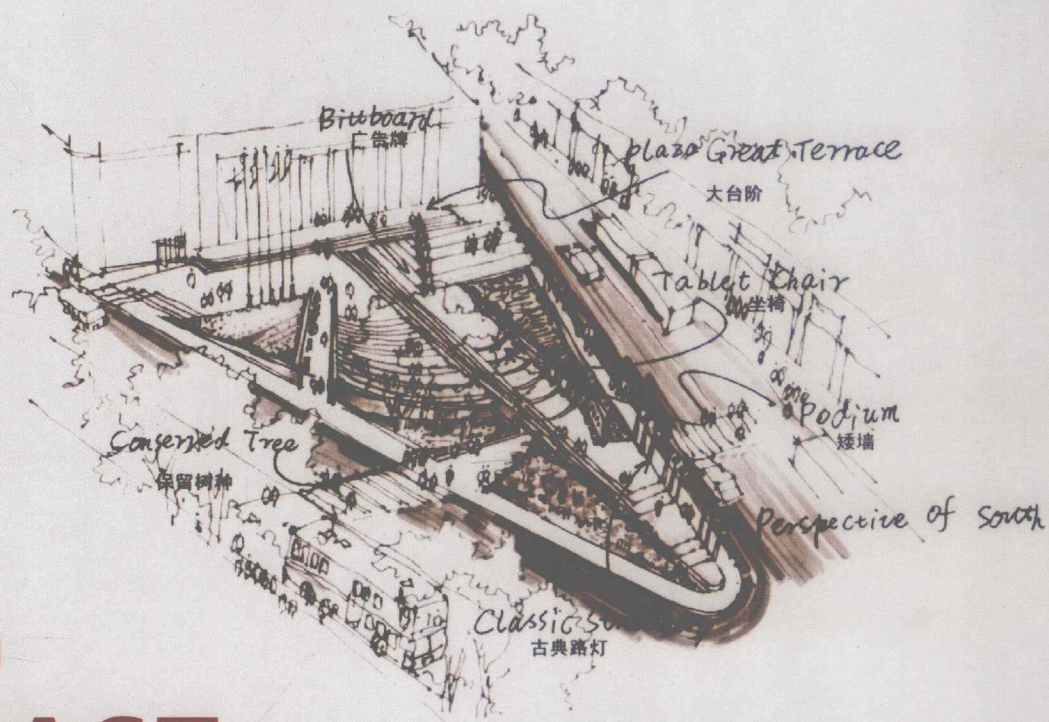 Billboard
广告牌
plaza Great Terrace
大台阶
Tablet Chair
坐椅
Podium
矮墙
Conserved Tree
保留树种
Perspective of South
Classic
古典路灯